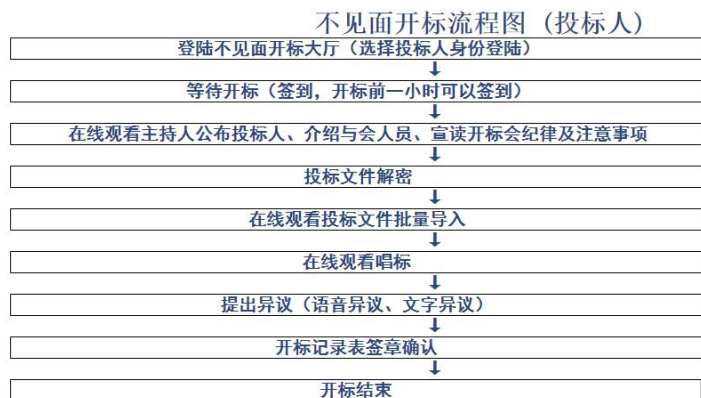 不见面开标流程图（投标人）
登陆不见面开标大厅（选择投标人身份登陆）
等待开标（签到，开标前一小时可以签到）
在线观看主持人公布投标人、介绍与会人员、宣读开标会纪律及注意事项
投标文件解密
在线观看投标文件批量导入
在线观看唱标
提出异议（语音异议、文字异议）
开标记录表签章确认
开标结束